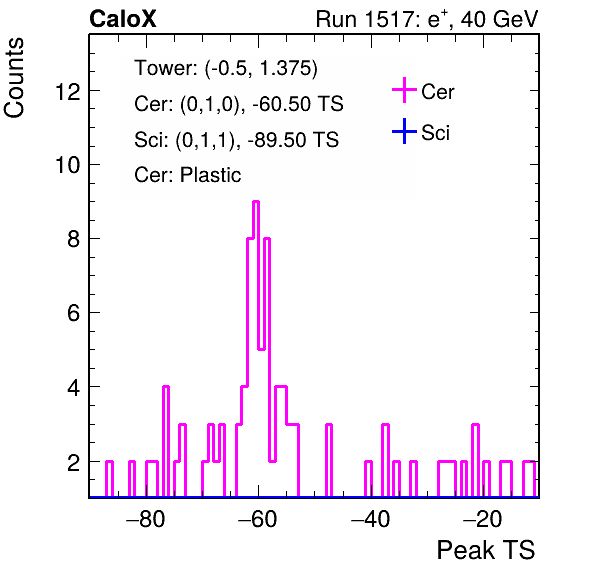 CaloX Run 1517: e⁺, 40 GeV
Counts
Tower: (-0.5, 1.375)
Cer: (0,1,0), -60.50 TS
Sci: (0,1,1), -89.50 TS
Cer: Plastic
Cer
Sci
12
10
8
6
4
2
−80 −60 −40 −20
Peak TS